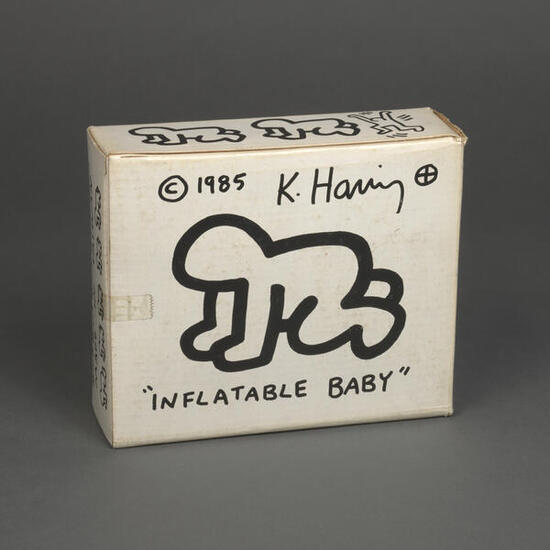 © 1985 K. Haring ⊕
"INFLATABLE BABY"